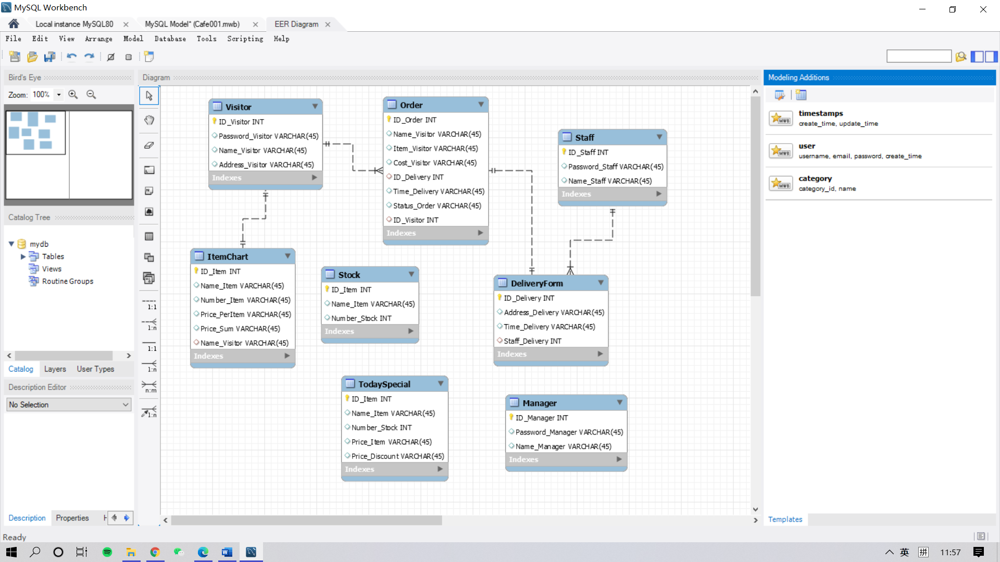 MySQL Workbench
Local instance MySQL80
MySQL Model* (Cafe001.mwb)
EER Diagram
File Edit View Arrange Model Database Tools Scripting Help
Bird's Eye
Zoom: 100%
Catalog Tree
mydb
Tables
Views
Routine Groups
Catalog Layers User Types
Description Editor
No Selection
Description Properties H
Ready
Diagram
1:1
1:n
1:1
1:n
n:m
1:n
Visitor
ID_Visitor INT
Password_Visitor VARCHAR(45)
Name_Visitor VARCHAR(45)
Address_Visitor VARCHAR(45)
Indexes
Order
ID_Order INT
Name_Visitor VARCHAR(45)
Item_Visitor VARCHAR(45)
Cost_Visitor VARCHAR(45)
ID_Delivery INT
Time_Delivery VARCHAR(45)
Status_Order VARCHAR(45)
ID_Visitor INT
Indexes
Staff
ID_Staff INT
Password_Staff VARCHAR(45)
Name_Staff VARCHAR(45)
Indexes
ItemChart
ID_Item INT
Name_Item VARCHAR(45)
Number_Item VARCHAR(45)
Price_PerItem VARCHAR(45)
Price_Sum VARCHAR(45)
Name_Visitor VARCHAR(45)
Indexes
Stock
ID_Item INT
Name_Item VARCHAR(45)
Number_Stock INT
Indexes
DeliveryForm
ID_Delivery INT
Address_Delivery VARCHAR(45)
Time_Delivery VARCHAR(45)
Staff_Delivery INT
Indexes
TodaySpecial
ID_Item INT
Name_Item VARCHAR(45)
Number_Stock INT
Price_Item VARCHAR(45)
Price_Discount VARCHAR(45)
Indexes
Manager
ID_Manager INT
Password_Manager VARCHAR(45)
Name_Manager VARCHAR(45)
Indexes
Modeling Additions
MWB
timestamps
create_time, update_time
MWB
user
username, email, password, create_time
MWB
category
category_id, name
Templates
英 拼 11:57